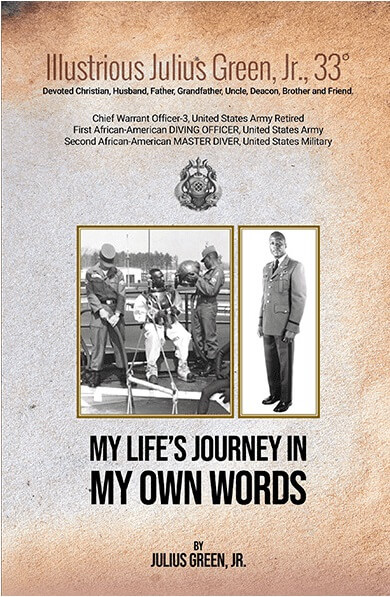 Illustrious Julius Green, Jr., 33°
Devoted Christian, Husband, Father, Grandfather, Uncle, Deacon, Brother and Friend.
Chief Warrant Officer-3, United States Army Retired
First African-American DIVING OFFICER, United States Army
Second African-American MASTER DIVER, United States Military
MY LIFE'S JOURNEY IN
MY OWN WORDS
BY
JULIUS GREEN, JR.